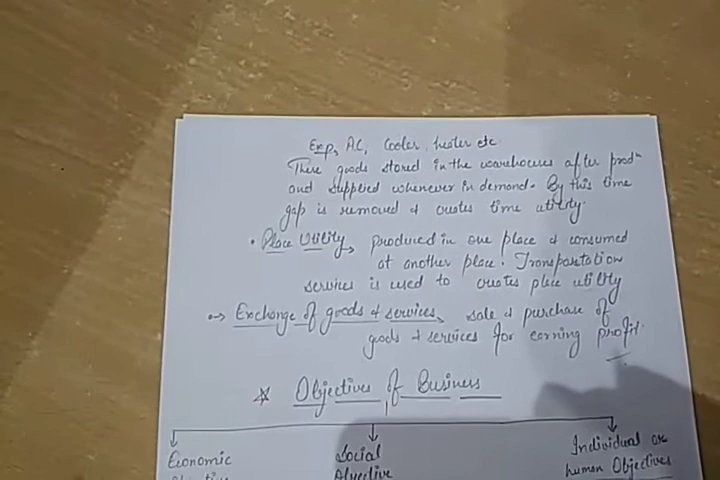 Exp, A.C, Cooler, heater etc.
These goods stored in the warehouses after prodⁿ
and supplied whenever in demand. By this time
gap is removed & creates time utility.
• Place Utility → produced in one place & consumed
at another place. Transportation
services is used to creates place utility
→ Exchange of goods & services, sale & purchase of
goods & services for earning profit.
☆ Objectives of Business
Economic
Social
Individual or
Objective
human Objectives